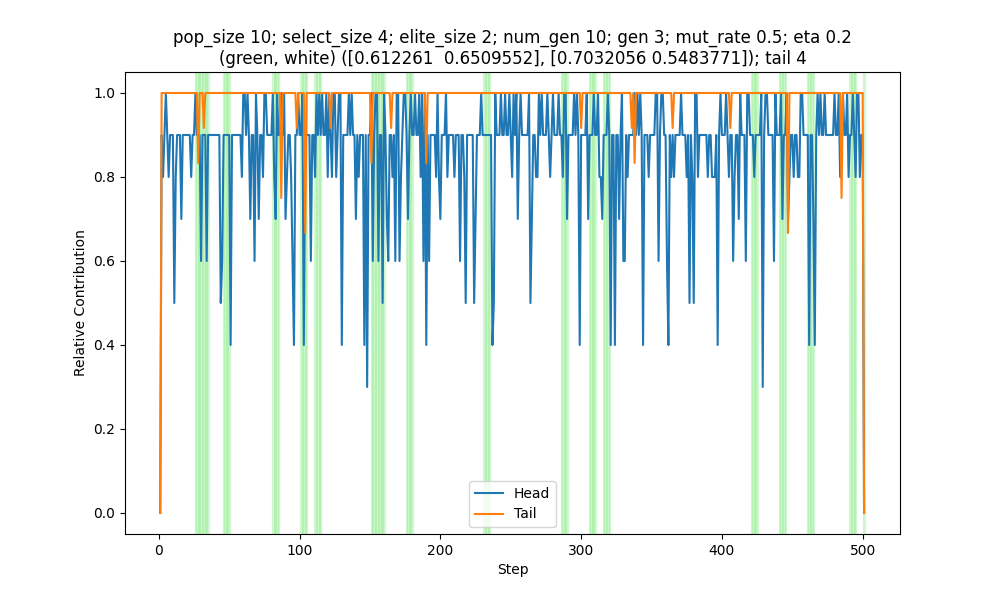 pop_size 10; select_size 4; elite_size 2; num_gen 10; gen 3; mut_rate 0.5; eta 0.2
(green, white) ([0.612261  0.6509552], [0.7032056 0.5483771]); tail 4
1.0
0.8
0.6
0.4
0.2
0.0
Relative Contribution
Head
Tail
0
100
200
300
400
500
Step